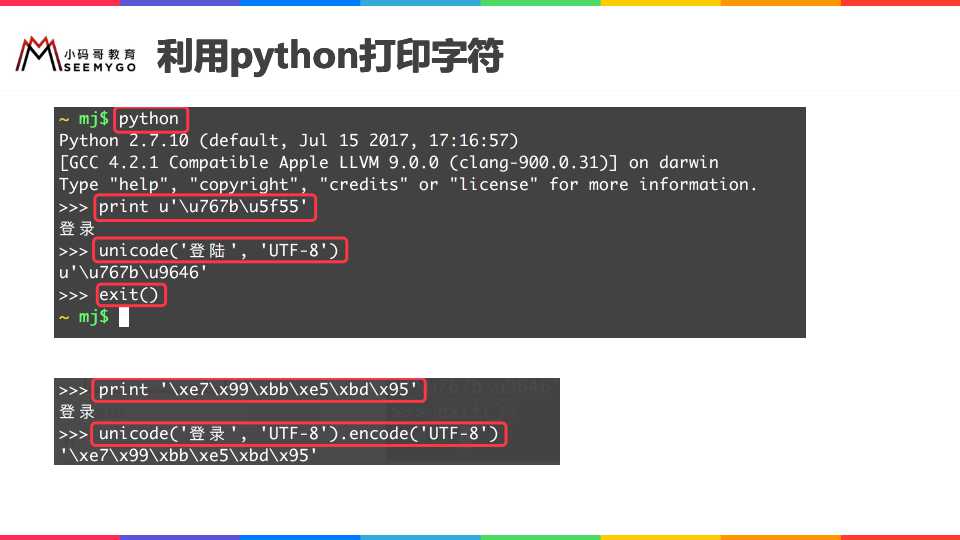 小码哥教育
SEEMYGO
利用python打印字符
~ mj$ python
Python 2.7.10 (default, Jul 15 2017, 17:16:57)
[GCC 4.2.1 Compatible Apple LLVM 9.0.0 (clang-900.0.31)] on darwin
Type "help", "copyright", "credits" or "license" for more information.
>>> print u'\u767b\u5f55'
登录
>>> unicode('登陆', 'UTF-8')
u'\u767b\u9646'
>>> exit()
~ mj$
>>> print '\xe7\x99\xbb\xe5\xbd\x95'
登录
>>> unicode('登录', 'UTF-8').encode('UTF-8')
'\xe7\x99\xbb\xe5\xbd\x95'